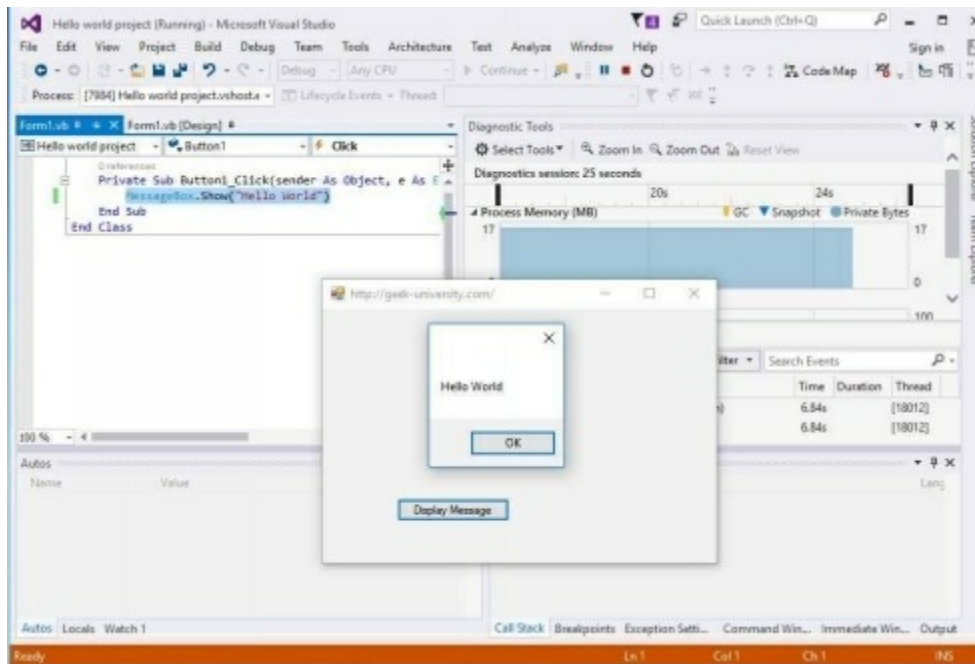 Hello world project (Running) - Microsoft Visual Studio
4
Quick Launch (Ctrl+Q)
File Edit View Project Build Debug Team Tools Architecture Test Analyze Window Help
Sign in
Debug Any CPU Continue Code Map
Process: [7984] Hello world project.vshost.e Lifecycle Events Thread:
Form1.vb Form1.vb [Design]
Hello world project Button1 Click
0 references
Private Sub Button1_Click(sender As Object, e As E
MessageBox.Show("Hello World")
End Sub
End Class
100 %
Diagnostic Tools
Select Tools Zoom In Zoom Out Reset View
Diagnostics session: 25 seconds
20s 24s
Process Memory (MB) GC Snapshot Private Bytes
17 17
0
100
http://geek-university.com/
Hello World
OK
Display Message
Search Events
Time Duration Thread
6.84s [18012]
6.84s [18012]
Autos
Name Value
Lang
Autos Locals Watch 1
Call Stack Breakpoints Exception Setti... Command Win... Immediate Win... Output
Ready Ln 1 Col 1 Ch 1 INS